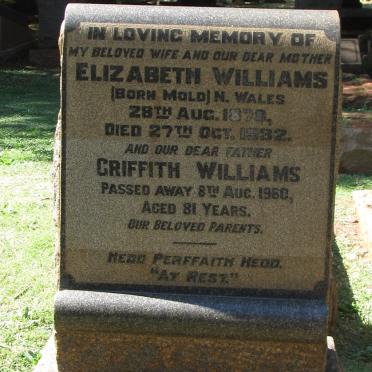 IN LOVING MEMORY OF
MY BELOVED WIFE AND OUR DEAR MOTHER
ELIZABETH WILLIAMS
(BORN MOLD) N. WALES
28TH AUG. 1878,
DIED 27TH OCT. 1932.
AND OUR DEAR FATHER
GRIFFITH WILLIAMS
PASSED AWAY 8TH AUG. 1960,
AGED 81 YEARS.
OUR BELOVED PARENTS.
HEDD PERFFAITH HEDD.
"AT REST."